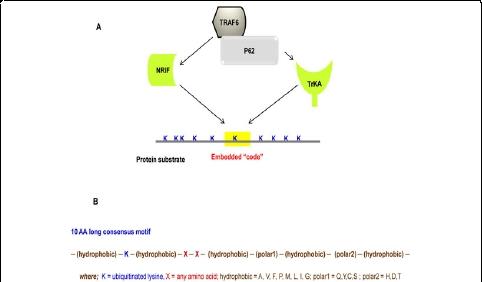 A
TRAF6
P62
NRIF
TrKA
K K K K K K K K K K
Protein substrate
Embedded "code"
B
10 AA long consensus motif
– (hydrophobic) – K – (hydrophobic) – X – X – (hydrophobic) – (polar1) – (hydrophobic) – (polar2) – (hydrophobic) –
where; K = ubiquitinated lysine, X = any amino acid; hydrophobic = A, V, F, P, M, L, I, G; polar1 = Q,Y,C,S ; polar2 = H,D,T